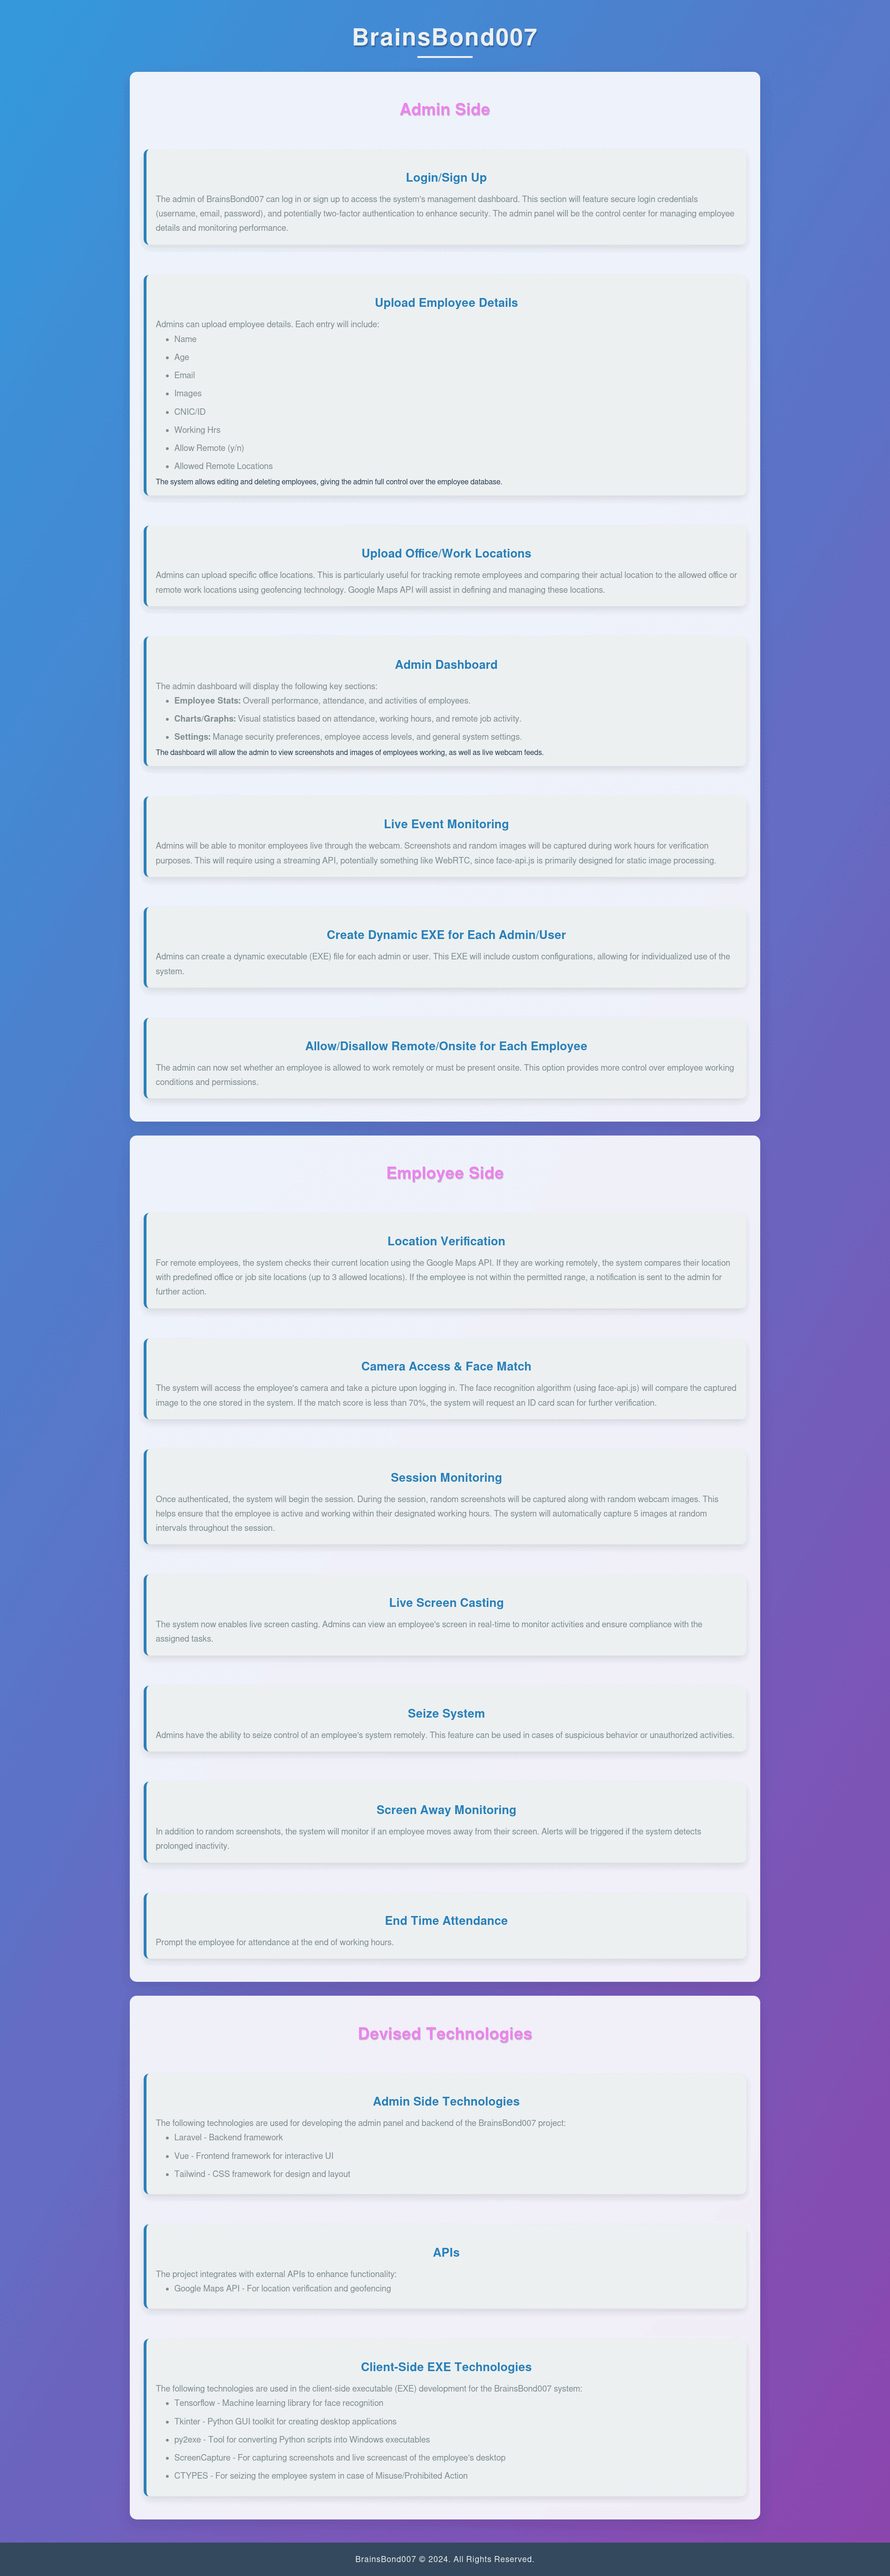 BrainsBond007
Admin Side
Login/Sign Up
The admin of BrainsBond007 can log in or sign up to access the system's management dashboard. This section will feature secure login credentials
(username, email, password), and potentially two-factor authentication to enhance security. The admin panel will be the control center for managing employee
details and monitoring performance.
Upload Employee Details
Admins can upload employee details. Each entry will include:
• Name
• Age
• Email
• Images
• CNIC/ID
• Working Hrs
• Allow Remote (y/n)
• Allowed Remote Locations
The system allows editing and deleting employees, giving the admin full control over the employee database.
Upload Office/Work Locations
Admins can upload specific office locations. This is particularly useful for tracking remote employees and comparing their actual location to the allowed office or
remote work locations using geofencing technology. Google Maps API will assist in defining and managing these locations.
Admin Dashboard
The admin dashboard will display the following key sections:
• Employee Stats: Overall performance, attendance, and activities of employees.
• Charts/Graphs: Visual statistics based on attendance, working hours, and remote job activity.
• Settings: Manage security preferences, employee access levels, and general system settings.
The dashboard will allow the admin to view screenshots and images of employees working, as well as live webcam feeds.
Live Event Monitoring
Admins will be able to monitor employees live through the webcam. Screenshots and random images will be captured during work hours for verification
purposes. This will require using a streaming API, potentially something like WebRTC, since face-api.js is primarily designed for static image processing.
Create Dynamic EXE for Each Admin/User
Admins can create a dynamic executable (EXE) file for each admin or user. This EXE will include custom configurations, allowing for individualized use of the
system.
Allow/Disallow Remote/Onsite for Each Employee
The admin can now set whether an employee is allowed to work remotely or must be present onsite. This option provides more control over employee working
conditions and permissions.
Employee Side
Location Verification
For remote employees, the system checks their current location using the Google Maps API. If they are working remotely, the system compares their location
with predefined office or job site locations (up to 3 allowed locations). If the employee is not within the permitted range, a notification is sent to the admin for
further action.
Camera Access & Face Match
The system will access the employee's camera and take a picture upon logging in. The face recognition algorithm (using face-api.js) will compare the captured
image to the one stored in the system. If the match score is less than 70%, the system will request an ID card scan for further verification.
Session Monitoring
Once authenticated, the system will begin the session. During the session, random screenshots will be captured along with random webcam images. This
helps ensure that the employee is active and working within their designated working hours. The system will automatically capture 5 images at random
intervals throughout the session.
Live Screen Casting
The system now enables live screen casting. Admins can view an employee's screen in real-time to monitor activities and ensure compliance with the
assigned tasks.
Seize System
Admins have the ability to seize control of an employee's system remotely. This feature can be used in cases of suspicious behavior or unauthorized activities.
Screen Away Monitoring
In addition to random screenshots, the system will monitor if an employee moves away from their screen. Alerts will be triggered if the system detects
prolonged inactivity.
End Time Attendance
Prompt the employee for attendance at the end of working hours.
Devised Technologies
Admin Side Technologies
The following technologies are used for developing the admin panel and backend of the BrainsBond007 project:
• Laravel - Backend framework
• Vue - Frontend framework for interactive UI
• Tailwind - CSS framework for design and layout
APIs
The project integrates with external APIs to enhance functionality:
• Google Maps API - For location verification and geofencing
Client-Side EXE Technologies
The following technologies are used in the client-side executable (EXE) development for the BrainsBond007 system:
• Tensorflow - Machine learning library for face recognition
• Tkinter - Python GUI toolkit for creating desktop applications
• py2exe - Tool for converting Python scripts into Windows executables
• ScreenCapture - For capturing screenshots and live screencast of the employee's desktop
• CTYPES - For seizing the employee system in case of Misuse/Prohibited Action
BrainsBond007 © 2024. All Rights Reserved.